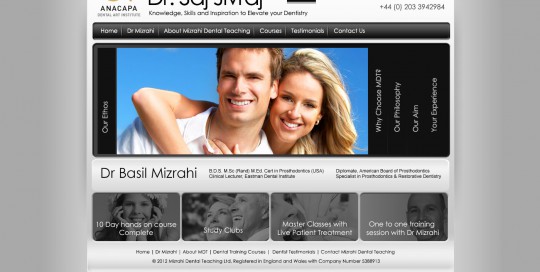 ANACAPA
DENTAL ART INSTITUTE
Knowledge, Skills and Inspiration to Elevate your Dentistry
+44 (0) 203 3942984
Home | Dr Mizrahi | About Mizrahi Dental Teaching | Courses | Testimonials | Contact Us
Our Ethos
Why Choose MDT?
Our Philosophy
Our Aim
Your Experience
Dr Basil Mizrahi
B.D.S. M.Sc (Rand) M.Ed. Cert in Prosthodontics (USA)
Clinical Lecturer, Eastman Dental Institute
Diplomate, American Board of Prosthodontics
Specialist in Prosthodontics & Restorative Dentistry
10 Day hands on course
Complete
Study Clubs
Master Classes with
Live Patient Treatment
One to one training
session with Dr Mizrahi
Home | Dr Mizrahi | About MDT | Dental Training Courses | Dental Testimonials | Contact Mizrahi Dental Teaching
© 2012 Mizrahi Dental Teaching Ltd, Registered in England and Wales with Company Number 5388913